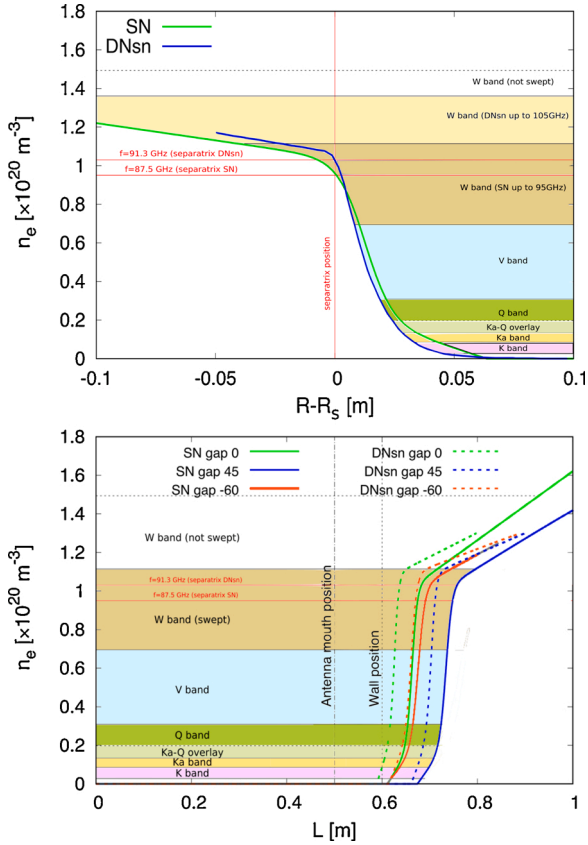 SN
DNsn
1.8
1.6
1.4
1.2
1
0.8
0.6
0.4
0.2
0
nₑ [×10²⁰ m⁻³]
W band (not swept)
W band (DNsn up to 105GHz)
f=91.3 GHz (separatrix DNsn)
f=87.5 GHz (separatrix SN)
W band (SN up to 95GHz)
separatrix position
V band
Q band
Ka-Q overlay
Ka band
K band
-0.1 -0.05 0 0.05 0.1
R-Rₛ [m]
SN gap 0 DNsn gap 0
SN gap 45 DNsn gap 45
SN gap -60 DNsn gap -60
1.8
1.6
1.4
1.2
1
0.8
0.6
0.4
0.2
0
nₑ [×10²⁰ m⁻³]
W band (not swept)
f=91.3 GHz (separatrix DNsn)
f=87.5 GHz (separatrix SN)
W band (swept)
Antenna mouth position
Wall position
V band
Q band
Ka-Q overlay
Ka band
K band
0 0.2 0.4 0.6 0.8 1
L [m]